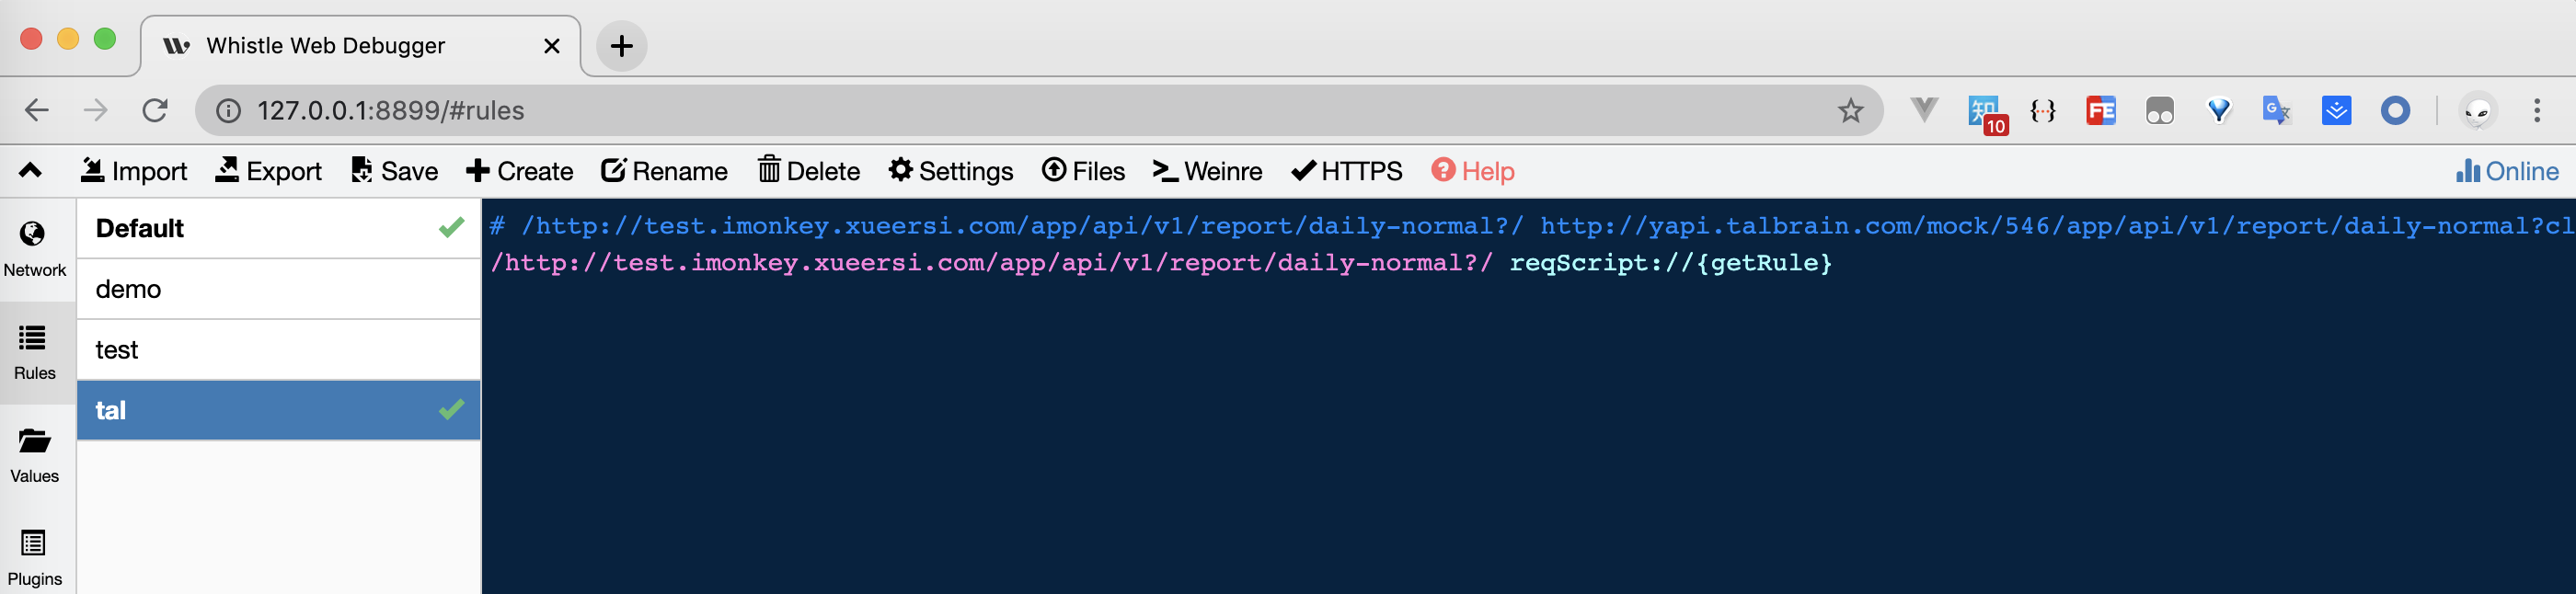 Whistle Web Debugger
127.0.0.1:8899/#rules
知 10 {···} FE G 文
Import Export Save Create Rename Delete Settings Files Weinre HTTPS Help Online
Network
Rules
Values
Plugins
Default
demo
test
tal
# /http://test.imonkey.xueersi.com/app/api/v1/report/daily-normal?/ http://yapi.talbrain.com/mock/546/app/api/v1/report/daily-normal?cl
/http://test.imonkey.xueersi.com/app/api/v1/report/daily-normal?/ reqScript://{getRule}